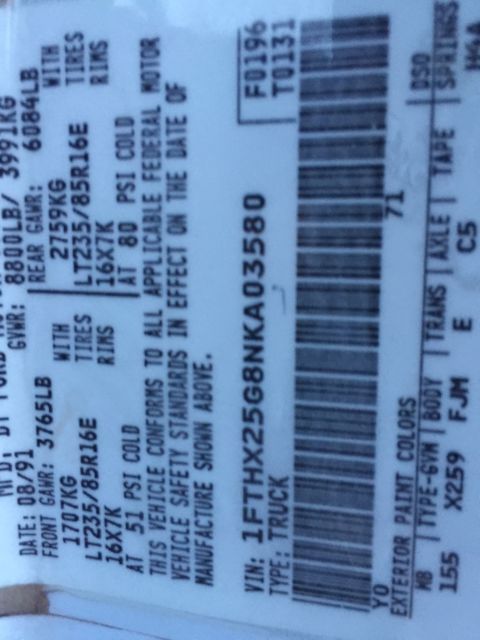 MFD. BY FORD
DATE: 08/91 GVWR: 8800LB/ 3991KG
FRONT GAWR: 3765LB REAR GAWR: 6084LB
1707KG WITH 2759KG WITH
LT235/85R16E TIRES LT235/85R16E TIRES
16X7K RIMS 16X7K RIMS
AT 51 PSI COLD AT 80 PSI COLD
THIS VEHICLE CONFORMS TO ALL APPLICABLE FEDERAL MOTOR
VEHICLE SAFETY STANDARDS IN EFFECT ON THE DATE OF
MANUFACTURE SHOWN ABOVE.
VIN: 1FTHX25G8NKA03580 F0196
TYPE: TRUCK T0131
YO 71
EXTERIOR PAINT COLORS DSO
WB TYPE-GVW BODY TRANS AXLE TAPE SPRINGS
155 X259 FJM E C5 M4A